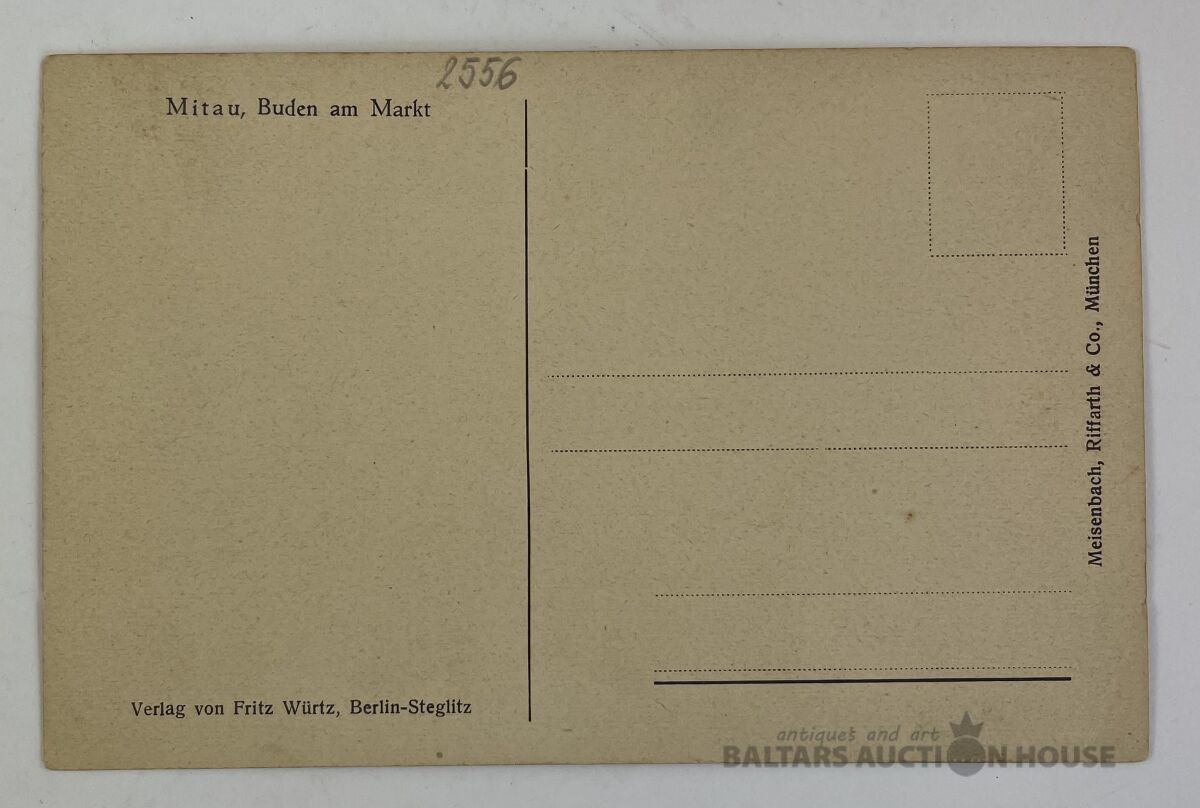 2556
Mitau, Buden am Markt
Verlag von Fritz Würtz, Berlin-Steglitz
Meisenbach, Riffarth & Co., München
antiques and art
BALTARS AUCTION HOUSE